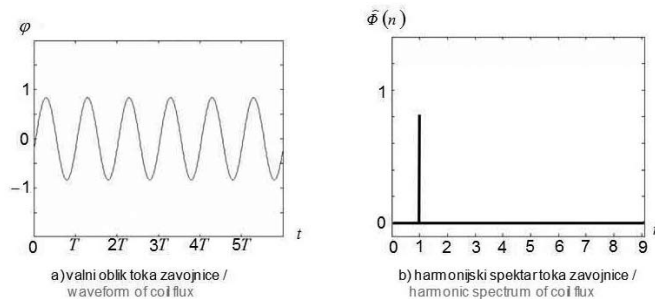 φ
1
0
−1
0 T 2T 3T 4T 5T t
a) valni oblik toka zavojnice /
waveform of coil flux
Φ̂(n)
1
0
0 1 2 3 4 5 6 7 8 9
b) harmonijski spektar toka zavojnice /
harmonic spectrum of coil flux